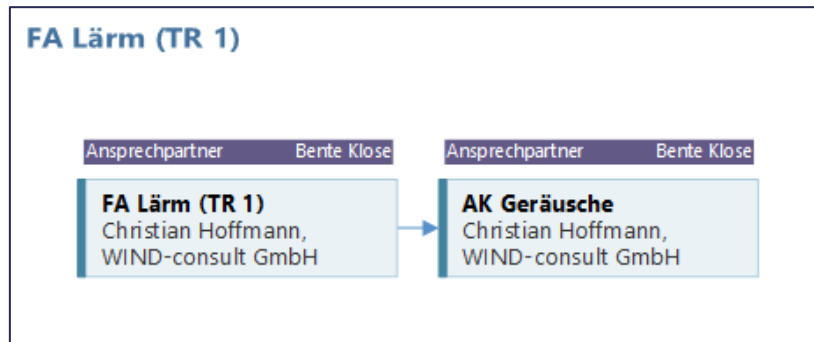 FA Lärm (TR 1)
Ansprechpartner Bente Klose
FA Lärm (TR 1)
Christian Hoffmann,
WIND-consult GmbH
Ansprechpartner Bente Klose
AK Geräusche
Christian Hoffmann,
WIND-consult GmbH